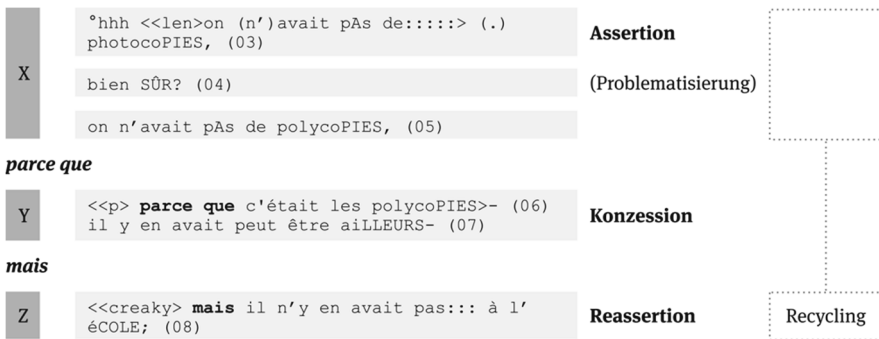 X
°hhh <<len>on (n’)avait pAs de:::::> (.)
photocoPIES, (03)
Assertion
bien SÛR? (04)
(Problematisierung)
on n’avait pAs de polycoPIES, (05)
parce que
Y
<<p> parce que c'était les polycoPIES>- (06)
il y en avait peut être aiLLEURS- (07)
Konzession
mais
Z
<<creaky> mais il n’y en avait pas::: à l’
éCOLE; (08)
Reassertion
Recycling